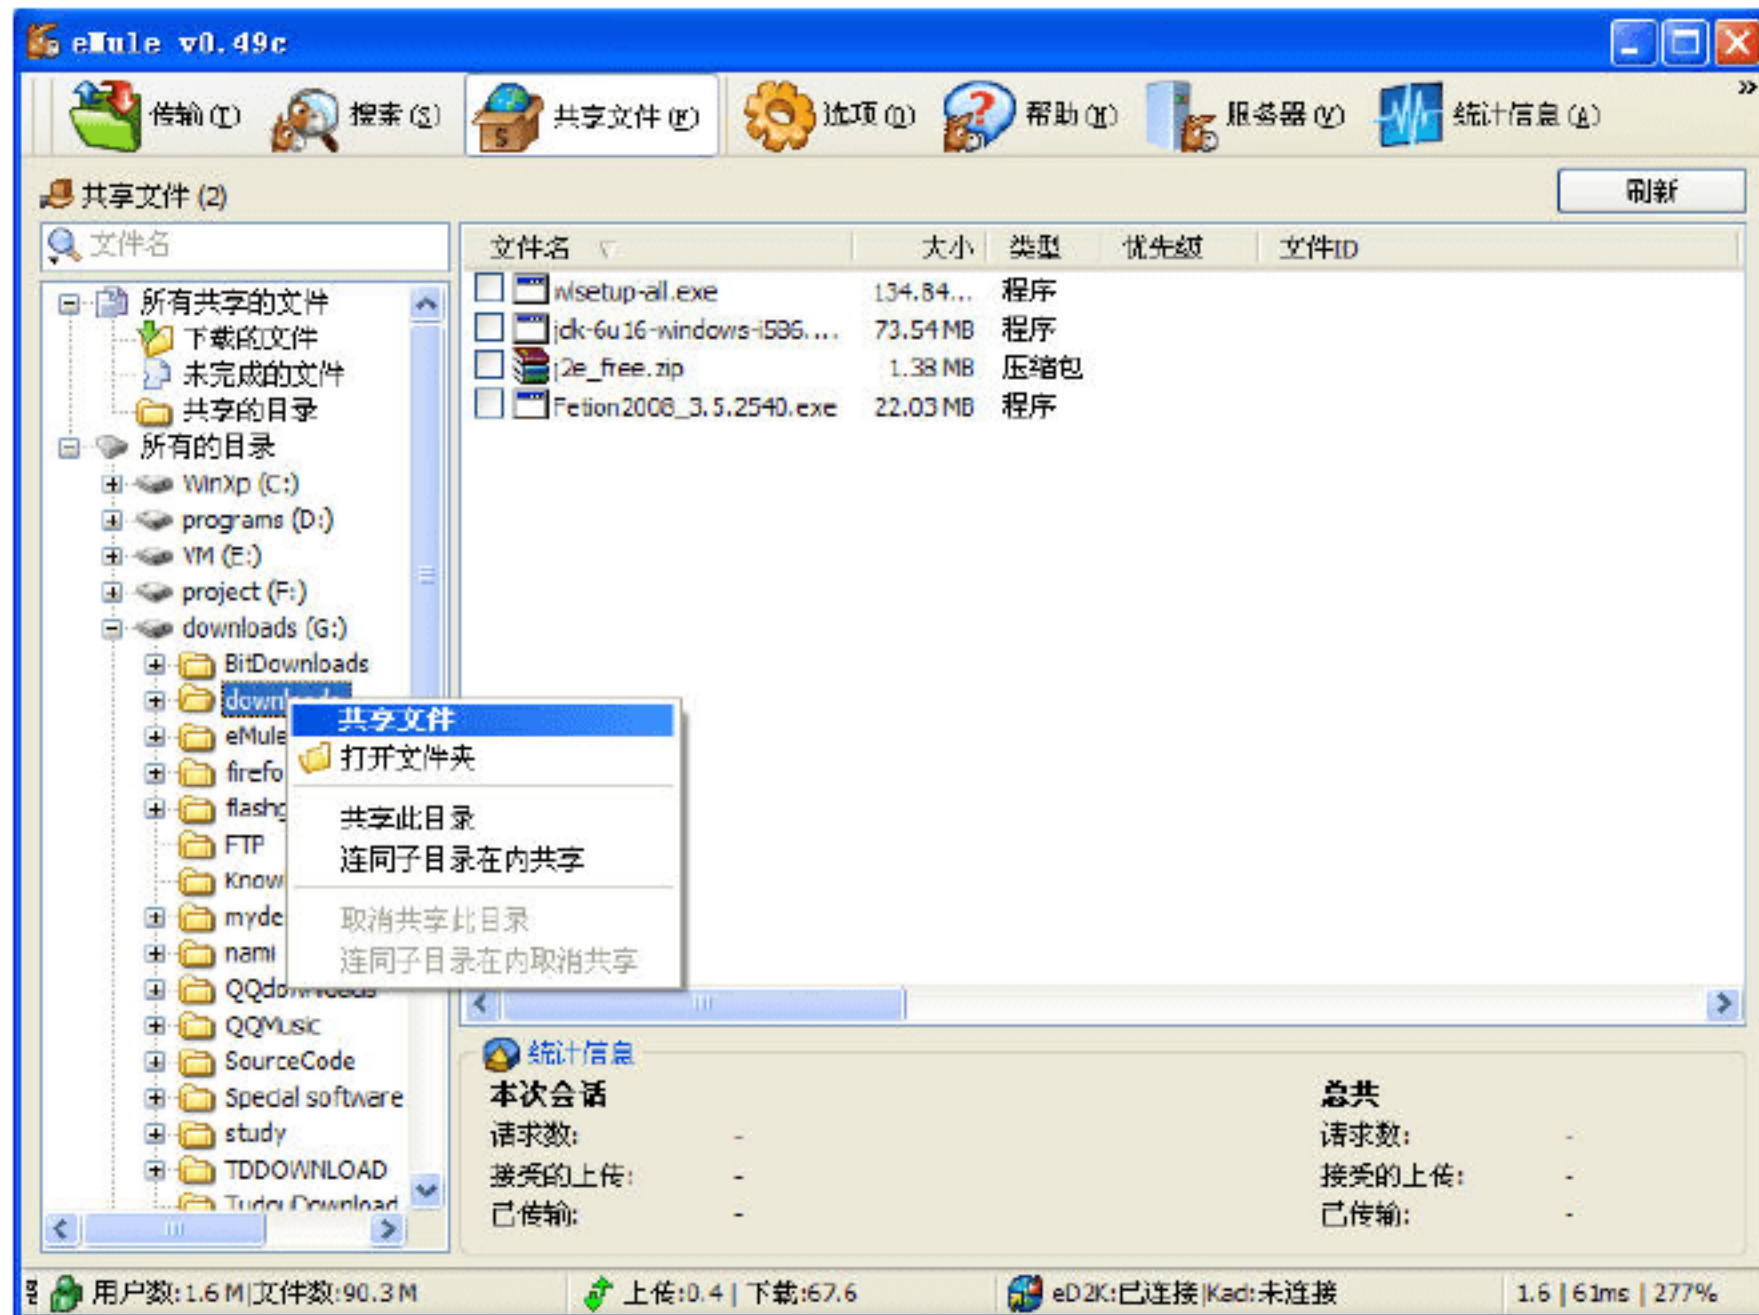 eMule v0.49c
传输(T) 搜索(S) 共享文件(F) 选项(O) 帮助(H) 服务器(V) 统计信息(A) »
共享文件 (2) 刷新
文件名
所有共享的文件
下载的文件
未完成的文件
共享的目录
所有的目录
WinXp (C:)
programs (D:)
VM (E:)
project (F:)
downloads (G:)
BitDownloads
downloads
eMule
firefo
flashg
FTP
Know
myde
nami
QQdownloads
QQMusic
SourceCode
Special software
study
TDDOWNLOAD
TudouDownload
文件名 大小 类型 优先级 文件ID
wlsetup-all.exe 134.84... 程序
jdk-6u16-windows-i586.... 73.54 MB 程序
j2e_free.zip 1.38 MB 压缩包
Fetion2008_3.5.2540.exe 22.03 MB 程序
共享文件
打开文件夹
共享此目录
连同子目录在内共享
取消共享此目录
连同子目录在内取消共享
统计信息
本次会话 总共
请求数: - 请求数: -
接受的上传: - 接受的上传: -
已传输: - 已传输: -
用户数:1.6 M|文件数:90.3 M 上传:0.4 | 下载:67.6 eD2K:已连接|Kad:未连接 1.6 | 61ms | 277%